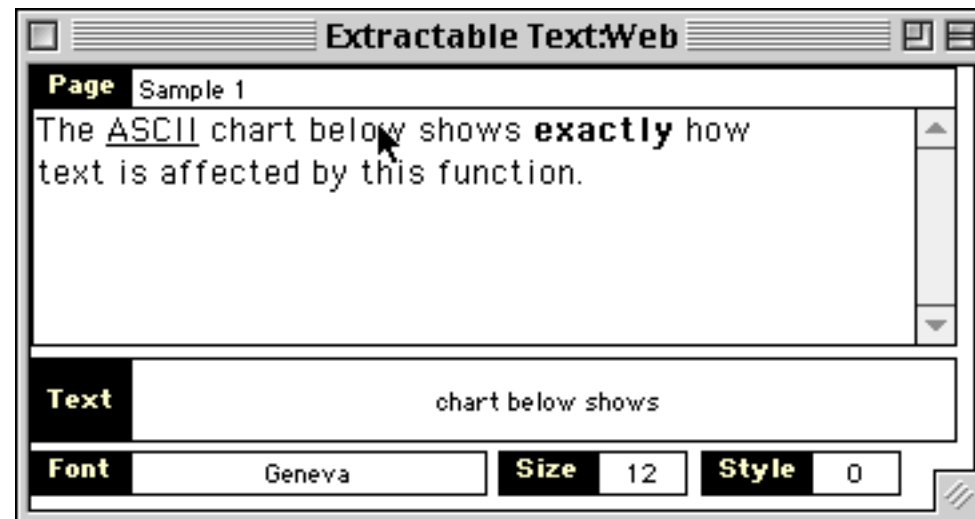 Extractable Text:Web
Page Sample 1
The ASCII chart below shows exactly how
text is affected by this function.
Text chart below shows
Font Geneva Size 12 Style 0